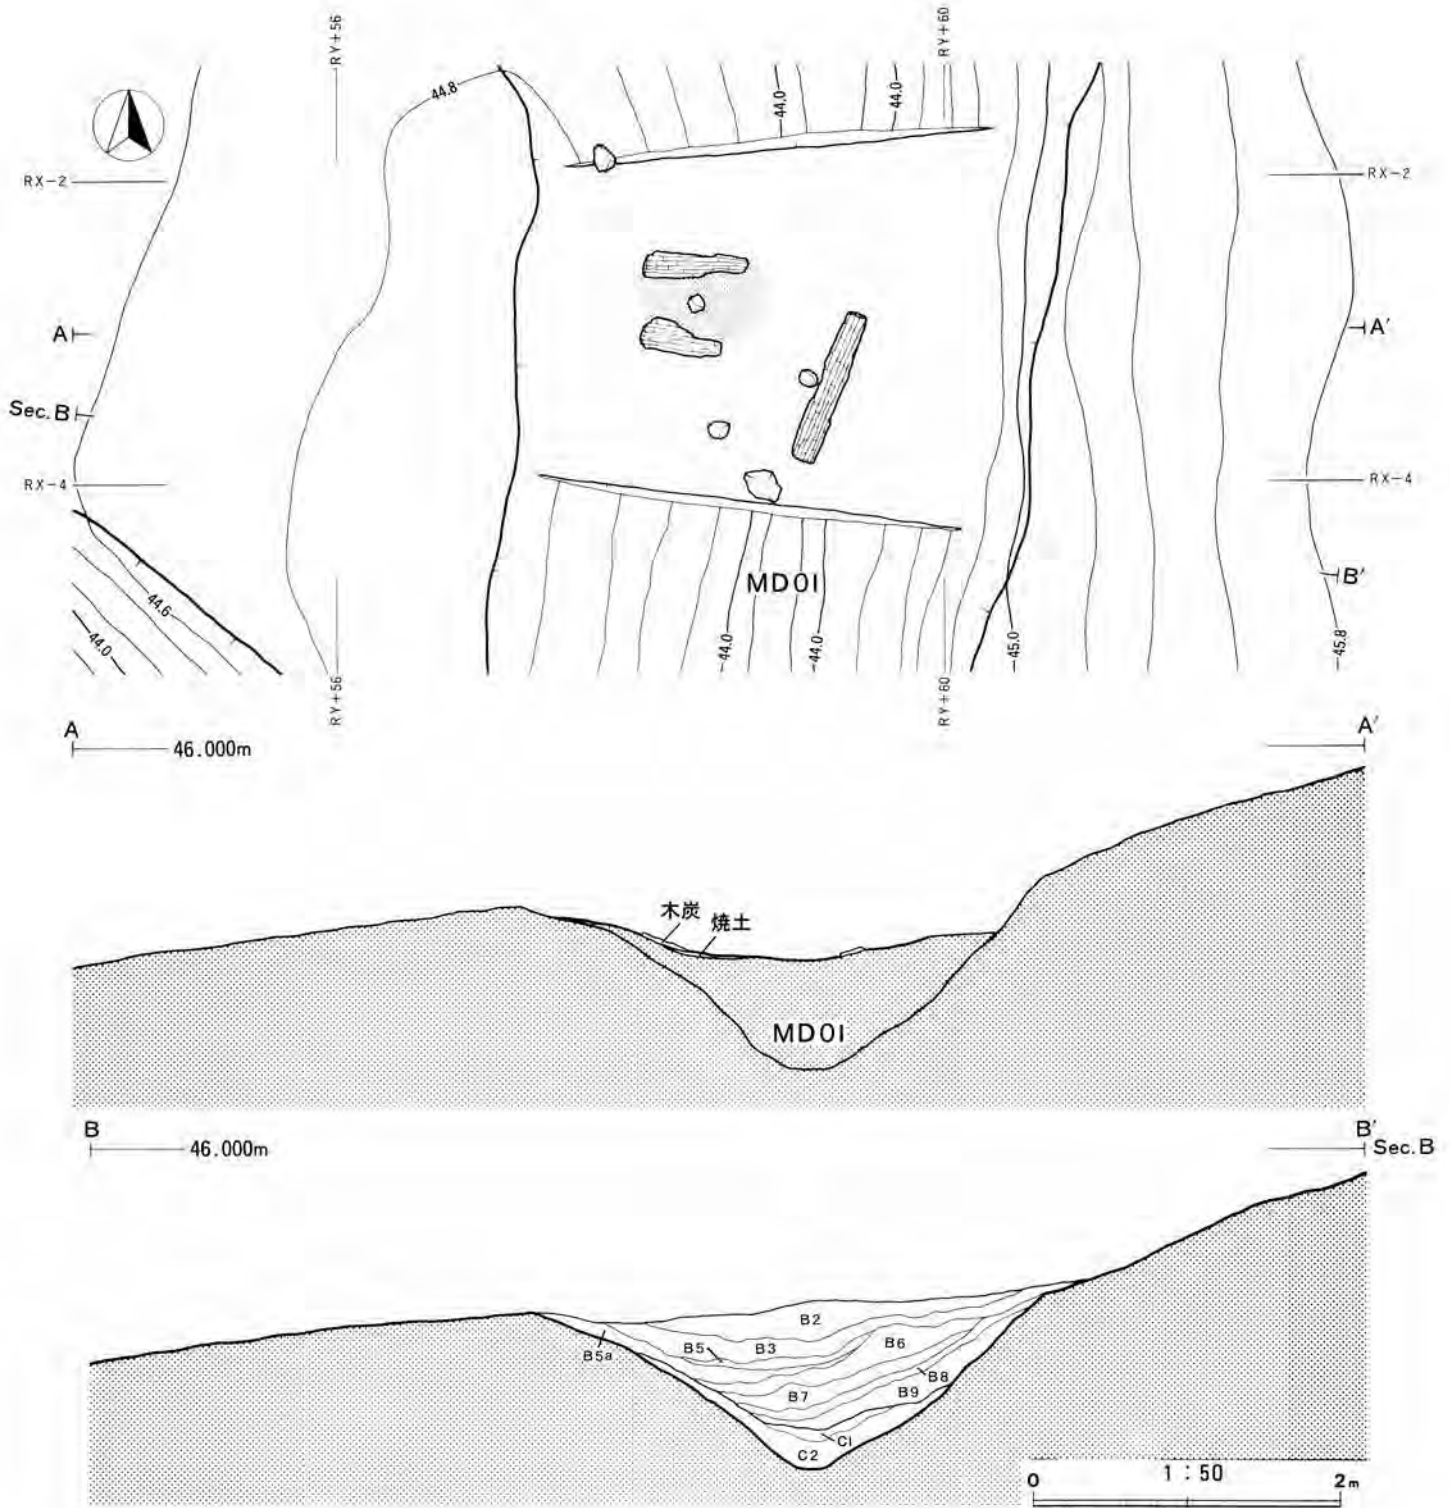 RY+56
RY+60
44.8
44.0
44.0
RX-2
RX-2
A
A'
Sec.B
RX-4
RX-4
B'
MD01
44.6
44.0
44.0
44.0
45.0
45.8
RY+56
RY+60
A
A'
46.000m
木炭
焼土
MD01
B
B'
46.000m
Sec.B
B2
B5
B3
B6
B5a
B8
B7
B9
C1
C2
1:50
0
2m